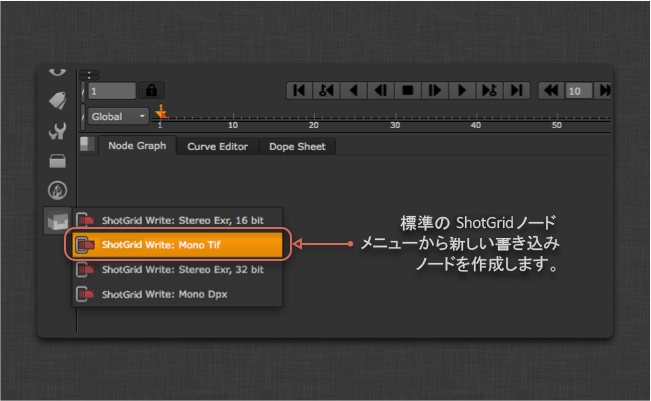 1
10
Global
1
1
10
20
30
40
50
Node Graph
Curve Editor
Dope Sheet
ShotGrid Write: Stereo Exr, 16 bit
ShotGrid Write: Mono Tif
ShotGrid Write: Stereo Exr, 32 bit
ShotGrid Write: Mono Dpx
標準の ShotGrid ノード
メニューから新しい書き込み
ノードを作成します。